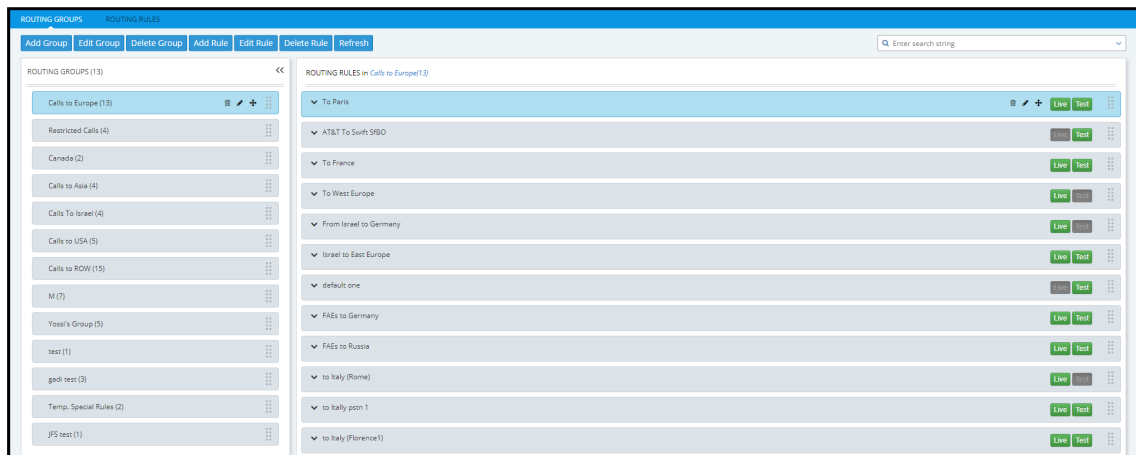 ROUTING GROUPS ROUTING RULES
Add Group Edit Group Delete Group Add Rule Edit Rule Delete Rule Refresh
Enter search string
ROUTING GROUPS (13)
Calls to Europe (13)
Restricted Calls (4)
Canada (2)
Calls to Asia (4)
Calls To Israel (4)
Calls to USA (5)
Calls to ROW (15)
M (7)
Yossi's Group (5)
test (1)
gadi test (3)
Temp. Special Rules (2)
JFS test (1)
ROUTING RULES in Calls to Europe(13)
To Paris Live Test
AT&T To Swift SfBO Live Test
To France Live Test
To West Europe Live Test
From Israel to Germany Live Test
Israel to East Europe Live Test
default one Live Test
FAEs to Germany Live Test
FAEs to Russia Live Test
to Italy (Rome) Live Test
to Itally pstn 1 Live Test
to Italy (Florence1) Live Test